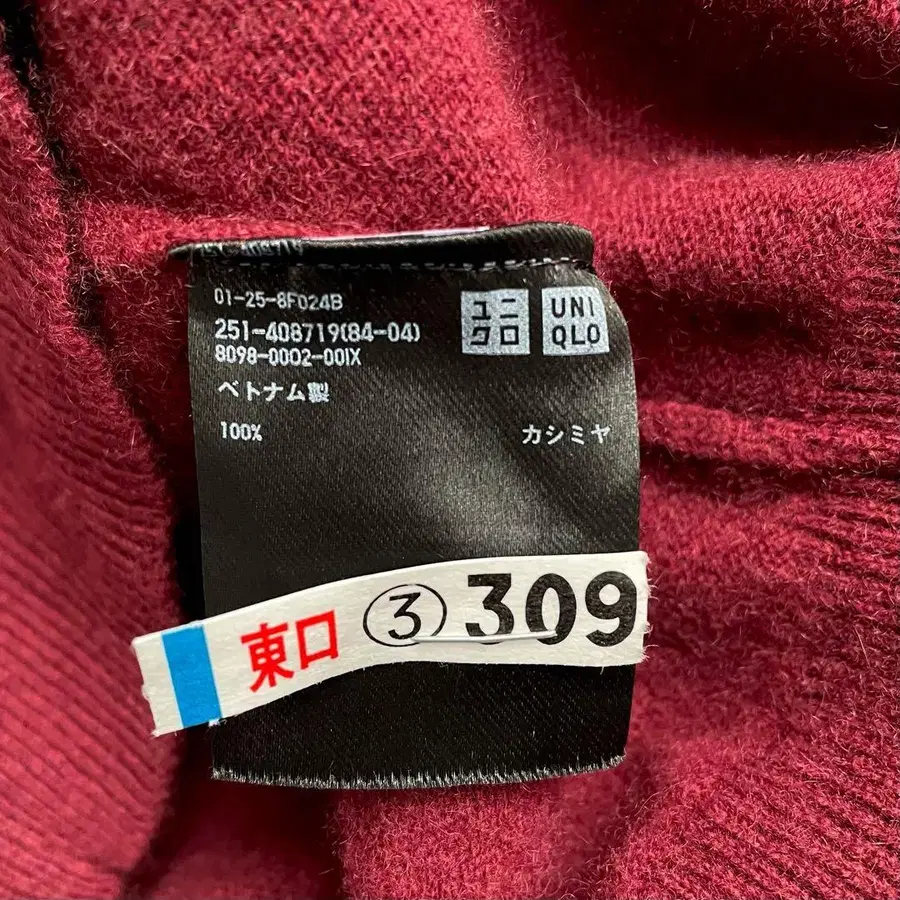 01-25-8F024B
251-408719(84-04)
8098-0002-001X
ベトナム製
100% カシミヤ
ユニ
クロ
UNI
QLO
東口 ③ 309